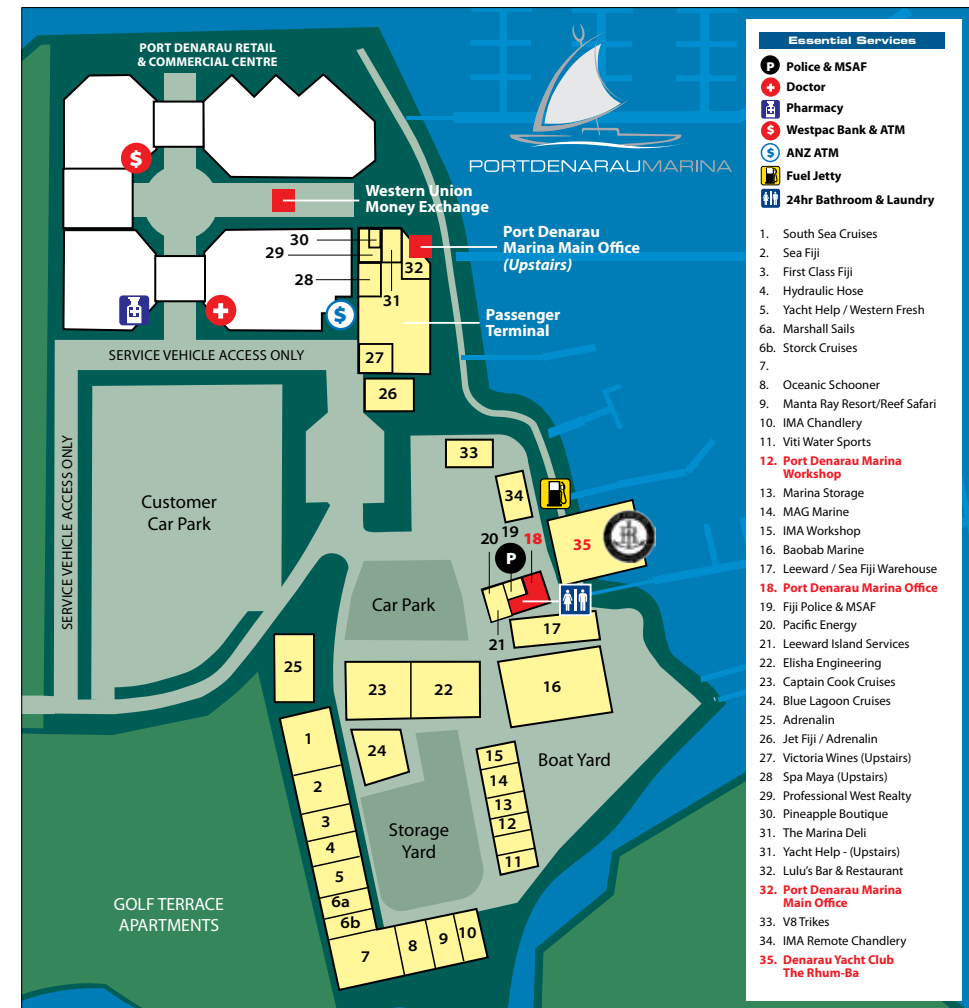 PORT DENARAU RETAIL
& COMMERCIAL CENTRE
PORTDENARAUMARINA
$
Western Union
Money Exchange
Port Denarau
Marina Main Office
(Upstairs)
30
29
32
28
31
$
Passenger
Terminal
SERVICE VEHICLE ACCESS ONLY
27
26
SERVICE VEHICLE ACCESS ONLY
Customer
Car Park
33
34
19
20
18
P
35
Car Park
17
21
25
23
22
16
1
24
15
Boat Yard
2
14
13
3
12
Storage
Yard
4
11
5
6a
6b
GOLF TERRACE
APARTMENTS
7
8
9
10
Essential Services
P Police & MSAF
Doctor
Pharmacy
$ Westpac Bank & ATM
$ ANZ ATM
Fuel Jetty
24hr Bathroom & Laundry
1. South Sea Cruises
2. Sea Fiji
3. First Class Fiji
4. Hydraulic Hose
5. Yacht Help / Western Fresh
6a. Marshall Sails
6b. Storck Cruises
7.
8. Oceanic Schooner
9. Manta Ray Resort/Reef Safari
10. IMA Chandlery
11. Viti Water Sports
12. Port Denarau Marina
Workshop
13. Marina Storage
14. MAG Marine
15. IMA Workshop
16. Baobab Marine
17. Leeward / Sea Fiji Warehouse
18. Port Denarau Marina Office
19. Fiji Police & MSAF
20. Pacific Energy
21. Leeward Island Services
22. Elisha Engineering
23. Captain Cook Cruises
24. Blue Lagoon Cruises
25. Adrenalin
26. Jet Fiji / Adrenalin
27. Victoria Wines (Upstairs)
28 Spa Maya (Upstairs)
29. Professional West Realty
30. Pineapple Boutique
31. The Marina Deli
31. Yacht Help - (Upstairs)
32. Lulu's Bar & Restaurant
32. Port Denarau Marina
Main Office
33. V8 Trikes
34. IMA Remote Chandlery
35. Denarau Yacht Club
The Rhum-Ba